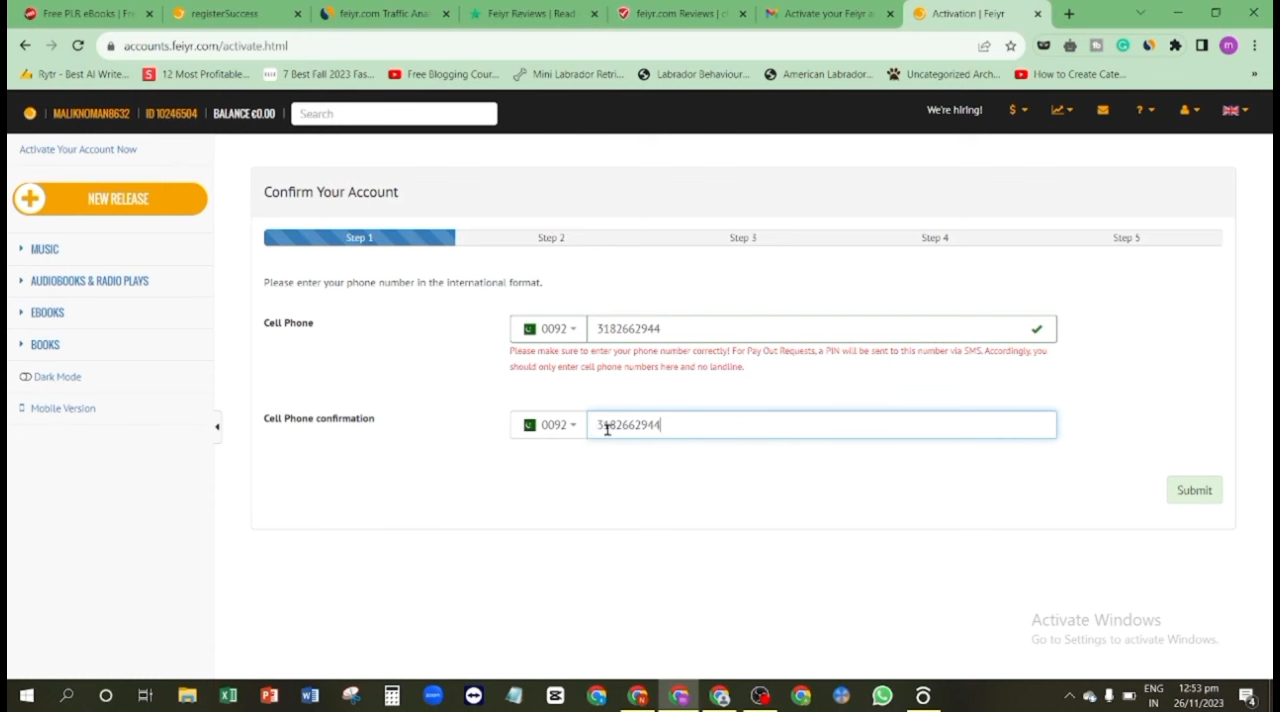 Free PLR eBooks | Fre
registerSuccess
feiyr.com Traffic Anal
Feiyr Reviews | Read
feiyr.com Reviews | cl
Activate your Feiyr a
Activation | Feiyr
accounts.feiyr.com/activate.html
Rytr - Best AI Write...
12 Most Profitable...
7 Best Fall 2023 Fas...
Free Blogging Cour...
Mini Labrador Retri...
Labrador Behaviour...
American Labrador...
Uncategorized Arch...
How to Create Cate...
MALIKNOMAN8632 | ID 10246504 | BALANCE €0.00
Search
We're hiring!
Activate Your Account Now
NEW RELEASE
MUSIC
AUDIOBOOKS & RADIO PLAYS
EBOOKS
BOOKS
Dark Mode
Mobile Version
Confirm Your Account
Step 1
Step 2
Step 3
Step 4
Step 5
Please enter your phone number in the international format.
Cell Phone
0092
3182662944
Please make sure to enter your phone number correctly! For Pay Out Requests, a PIN will be sent to this number via SMS. Accordingly, you
should only enter cell phone numbers here and no landline.
Cell Phone confirmation
0092
3182662944
Submit
Activate Windows
Go to Settings to activate Windows.
ENG
IN
12:53 pm
26/11/2023